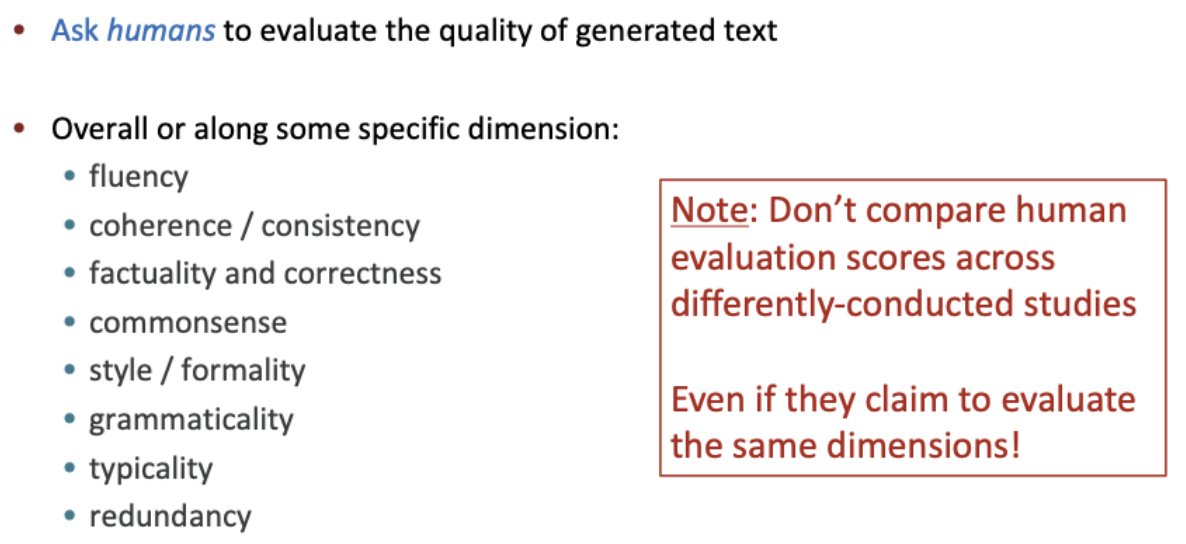 • Ask humans to evaluate the quality of generated text
• Overall or along some specific dimension:
• fluency
• coherence / consistency
• factuality and correctness
• commonsense
• style / formality
• grammaticality
• typicality
• redundancy
Note: Don’t compare human
evaluation scores across
differently-conducted studies
Even if they claim to evaluate
the same dimensions!